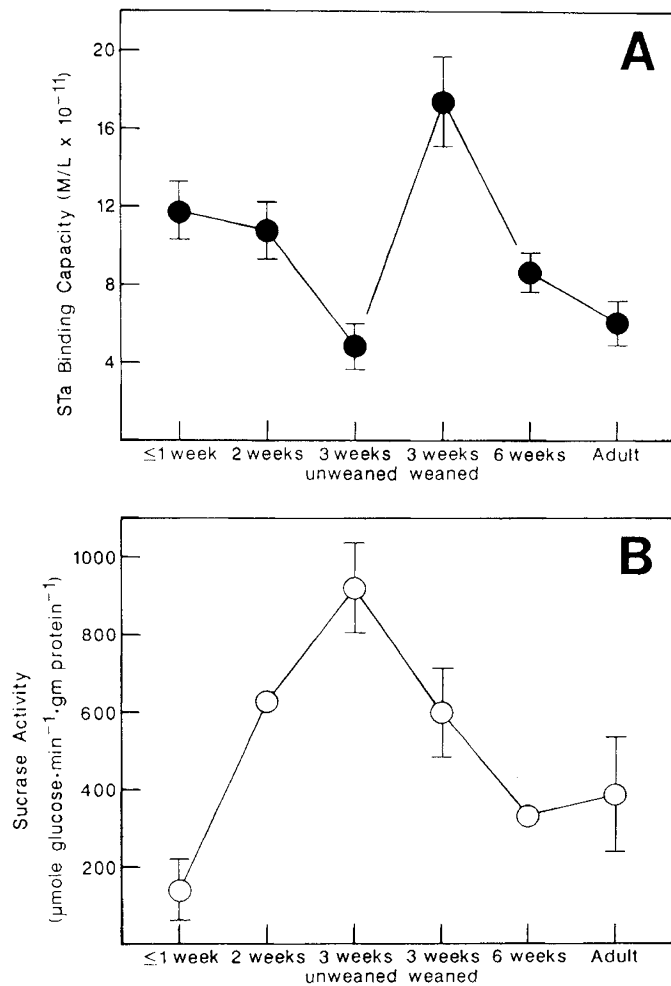 A
STa Binding Capacity (M/L x 10⁻¹¹)
20
16
12
8
4
≤1 week 2 weeks 3 weeks 3 weeks 6 weeks Adult
unweaned weaned
B
Sucrase Activity
(μmole glucose·min⁻¹·gm protein⁻¹)
1000
800
600
400
200
≤1 week 2 weeks 3 weeks 3 weeks 6 weeks Adult
unweaned weaned